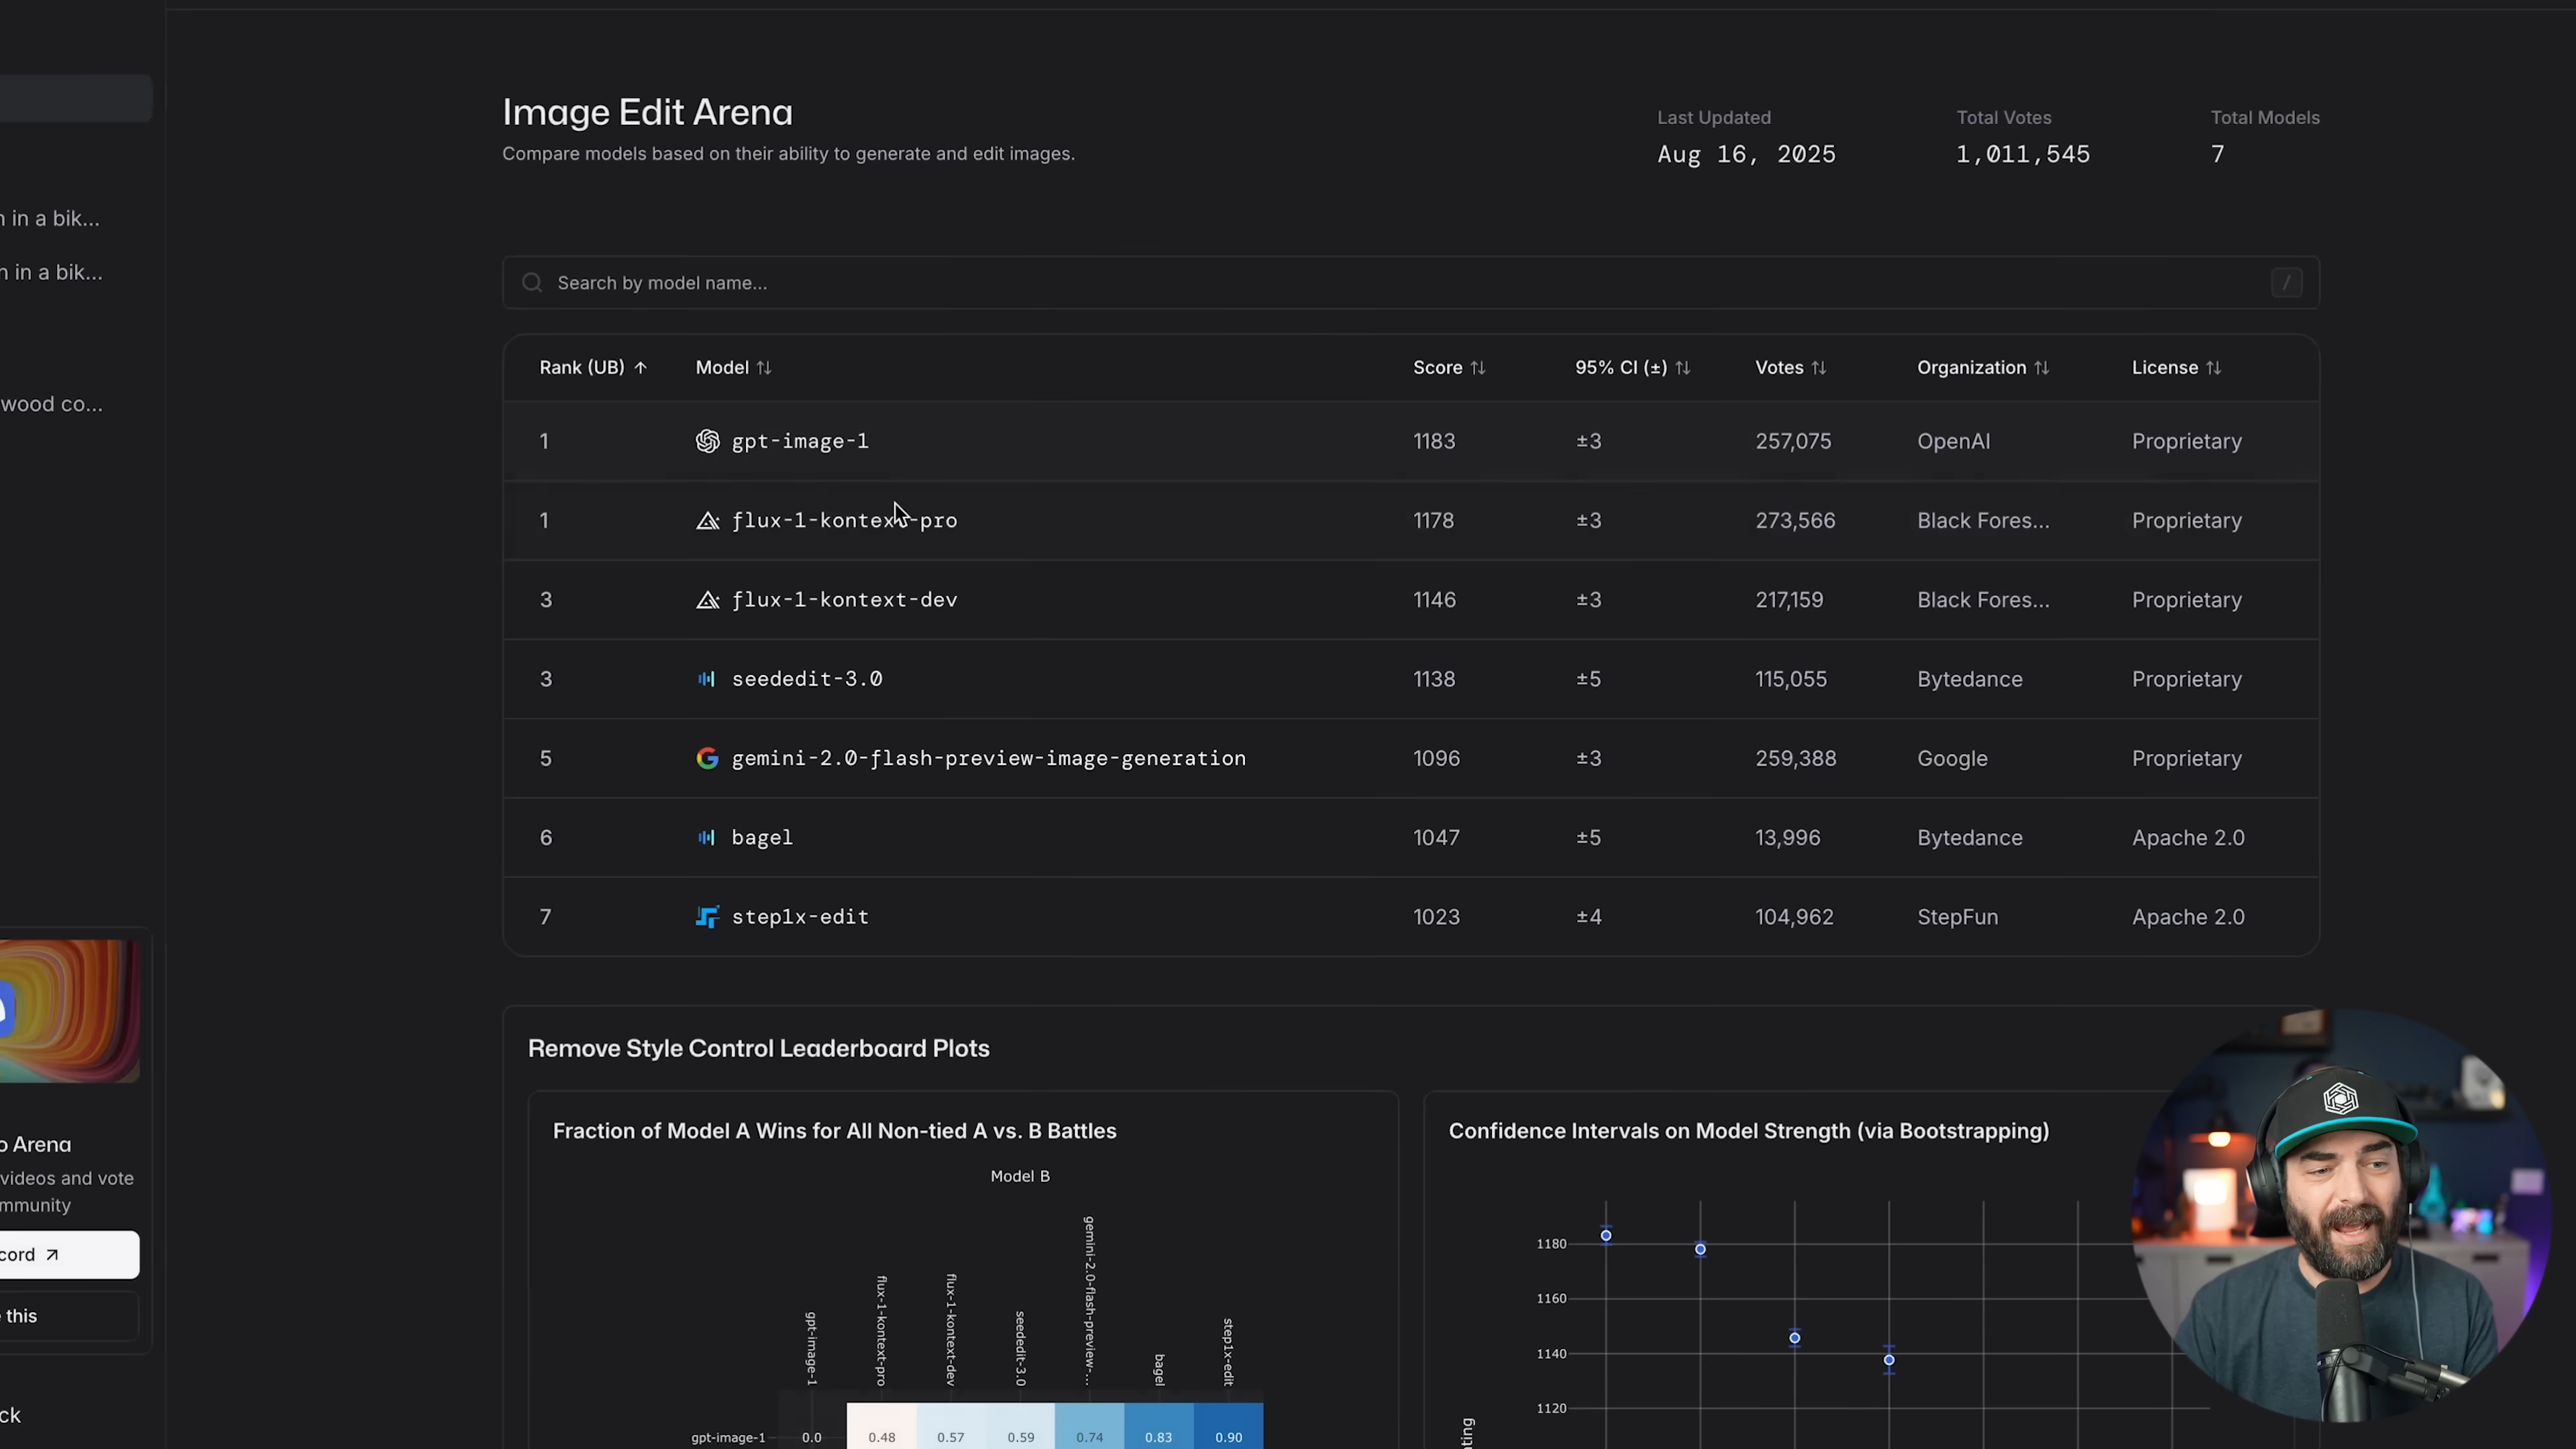 Image Edit Arena
Compare models based on their ability to generate and edit images.
Last Updated
Aug 16, 2025
Total Votes
1,011,545
Total Models
7
n in a bik...
n in a bik...
wood co...
Search by model name...
/
Rank (UB) Model Score 95% CI (±) Votes Organization License
1 gpt-image-1 1183 ±3 257,075 OpenAI Proprietary
1 flux-1-kontext-pro 1178 ±3 273,566 Black Fores... Proprietary
3 flux-1-kontext-dev 1146 ±3 217,159 Black Fores... Proprietary
3 seededit-3.0 1138 ±5 115,055 Bytedance Proprietary
5 gemini-2.0-flash-preview-image-generation 1096 ±3 259,388 Google Proprietary
6 bagel 1047 ±5 13,996 Bytedance Apache 2.0
7 step1x-edit 1023 ±4 104,962 StepFun Apache 2.0
o Arena
videos and vote
mmunity
cord
this
ck
Remove Style Control Leaderboard Plots
Fraction of Model A Wins for All Non-tied A vs. B Battles
Model B
gpt-image-1
flux-1-kontext-pro
flux-1-kontext-dev
seededit-3.0
gemini-2.0-flash-preview-...
bagel
step1x-edit
gpt-image-1 0.0 0.48 0.57 0.59 0.74 0.83 0.90
Confidence Intervals on Model Strength (via Bootstrapping)
1180
1160
1140
1120
ting